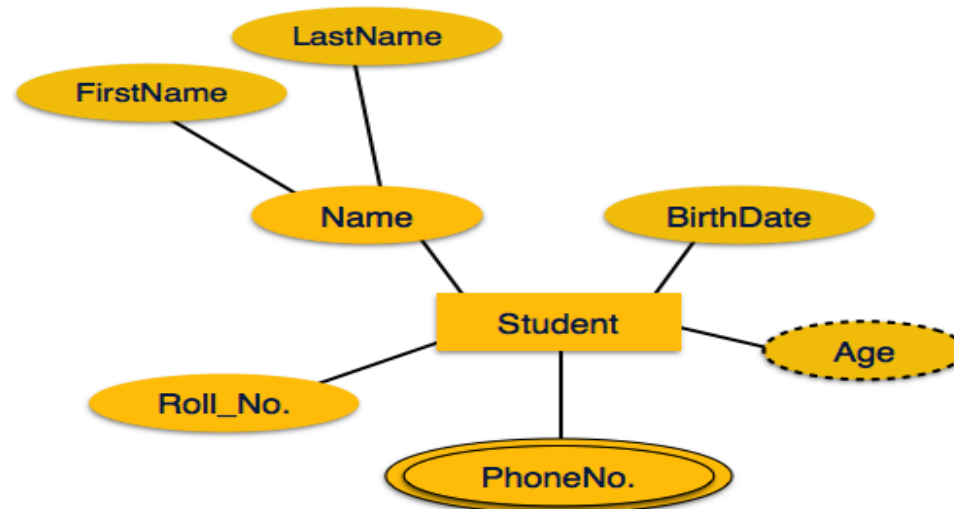 LastName
FirstName
Name
BirthDate
Student
Age
Roll_No.
PhoneNo.